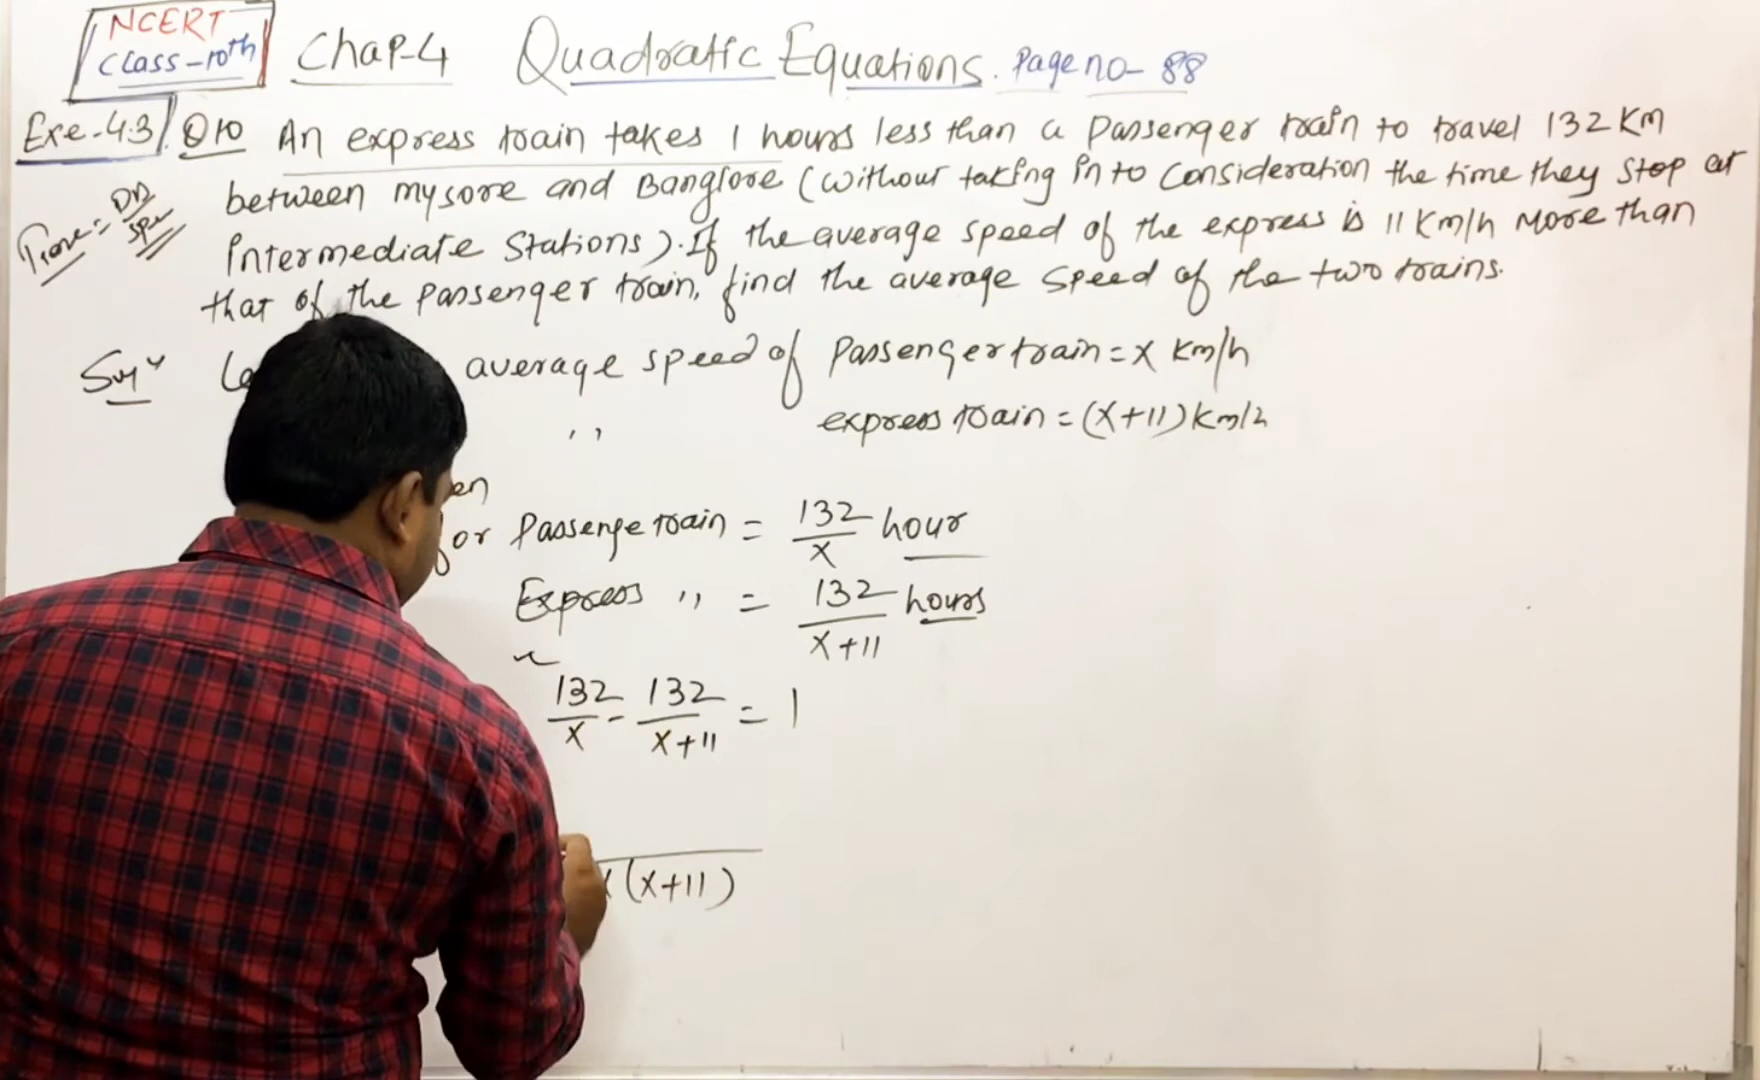 NCERT
Class-10th
Chap-4 Quadratic Equations. Page no- 88
Exe-4.3 Q10 An express train takes 1 hours less than a Passenger train to travel 132 Km
between mysore and Banglore (without taking in to Consideration the time they Stop at
intermediate Stations). If the average speed of the express is 11 Km/h More than
that of the Passenger train, find the average speed of the two trains.
Time = Dis/spe
average speed of Passenger train = x Km/h
,, express train = (x+11) Km/h
for Passenge train = 132/x hour
Express ,, = 132/x+11 hours
132/x - 132/x+11 = 1
(x+11)